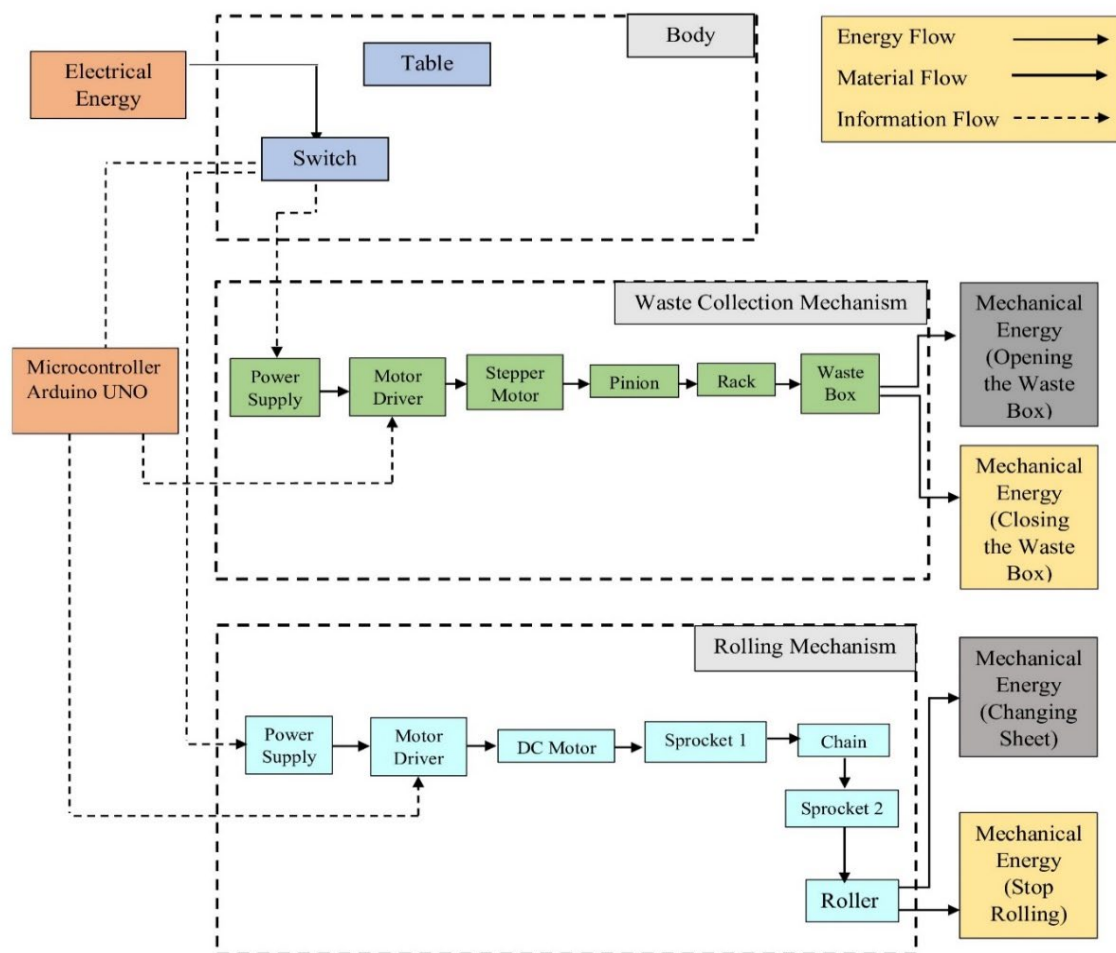 Body
Energy Flow
Material Flow
Information Flow
Electrical
Energy
Table
Switch
Waste Collection Mechanism
Mechanical
Energy
(Opening
the Waste
Box)
Microcontroller
Arduino UNO
Power
Supply
Motor
Driver
Stepper
Motor
Pinion
Rack
Waste
Box
Mechanical
Energy
(Closing
the Waste
Box)
Rolling Mechanism
Mechanical
Energy
(Changing
Sheet)
Power
Supply
Motor
Driver
DC Motor
Sprocket 1
Chain
Sprocket 2
Roller
Mechanical
Energy
(Stop
Rolling)